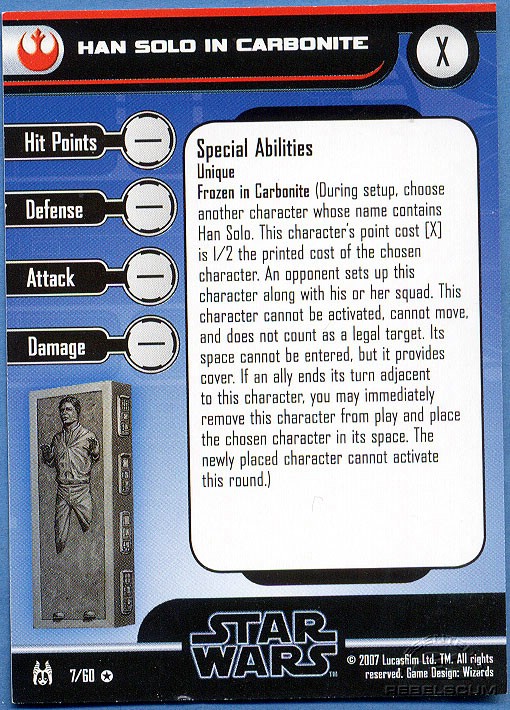 HAN SOLO IN CARBONITE
X
Hit Points —
Defense —
Attack —
Damage —
Special Abilities
Unique
Frozen in Carbonite (During setup, choose
another character whose name contains
Han Solo. This character's point cost [X]
is 1/2 the printed cost of the chosen
character. An opponent sets up this
character along with his or her squad. This
character cannot be activated, cannot move,
and does not count as a legal target. Its
space cannot be entered, but it provides
cover. If an ally ends its turn adjacent
to this character, you may immediately
remove this character from play and place
the chosen character in its space. The
newly placed character cannot activate
this round.)
STAR
WARS™
7/60
© 2007 Lucasfilm Ltd. TM. All rights
reserved. Game Design: Wizards
REBELSCUM